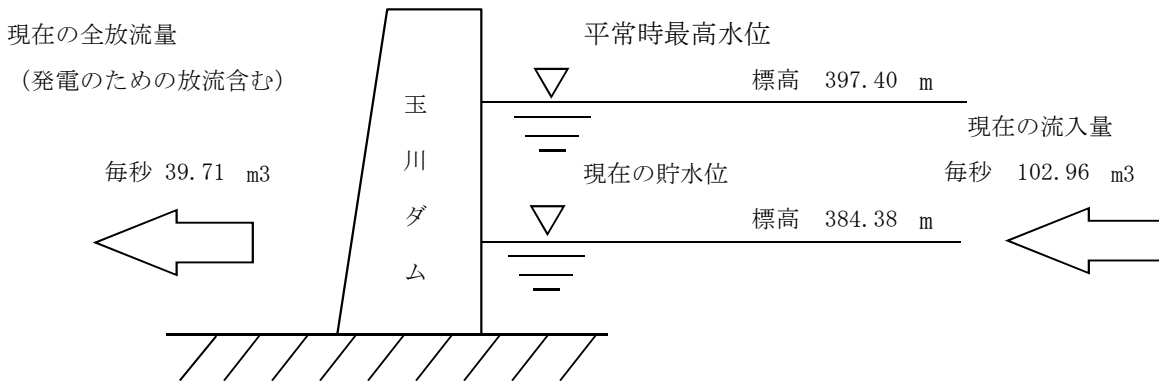 現在の全放流量
(発電のための放流含む)
毎秒 39.71 m3
玉川ダム
平常時最高水位
標高 397.40 m
現在の貯水位
標高 384.38 m
現在の流入量
毎秒 102.96 m3